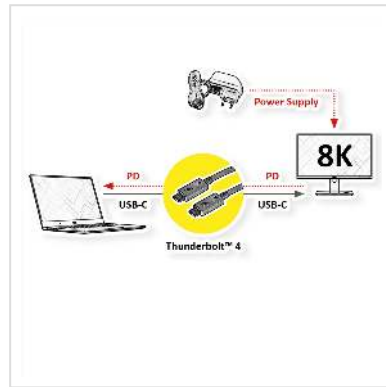 Power Supply
8K
PD
PD
USB-C
USB-C
Thunderbolt™ 4